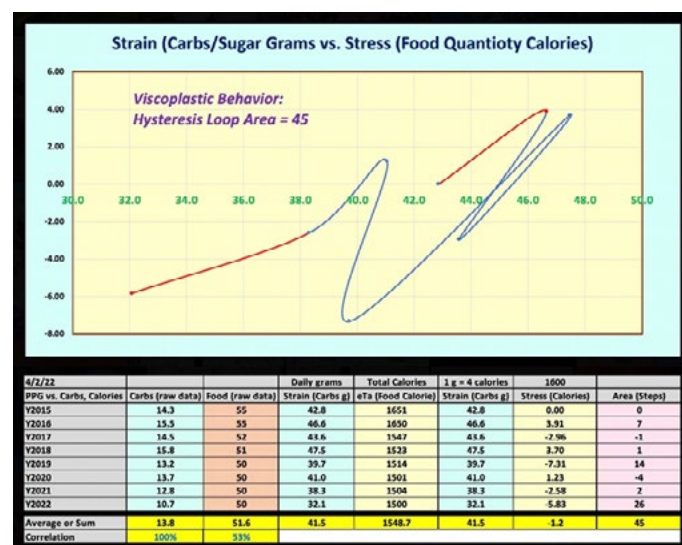 Strain (Carbs/Sugar Grams vs. Stress (Food Quantioty Calories)
Viscoplastic Behavior:
Hysteresis Loop Area = 45
6.00
4.00
2.00
0.00
30.0 32.0 34.0 36.0 38.0 40.0 42.0 44.0 46.0 48.0 50.0
-2.00
-4.00
-6.00
-8.00
4/2/22 Daily grams Total Calories 1 g = 4 calories 1600
PPG vs. Carbs, Calories Carbs (raw data) Food (raw data) Strain (Carbs g) eTa (Food Calorie) Strain (Carbs g) Stress (Calories) Area (Steps)
Y2015 14.3 55 42.8 1651 42.8 0.00 0
Y2016 15.5 55 46.6 1650 46.6 3.91 7
Y2017 14.5 52 43.6 1547 43.6 -2.96 -1
Y2018 15.8 51 47.5 1523 47.5 3.70 1
Y2019 13.2 50 39.7 1514 39.7 -7.31 14
Y2020 13.7 50 41.0 1501 41.0 1.23 -4
Y2021 12.8 50 38.3 1504 38.3 -2.58 2
Y2022 10.7 50 32.1 1500 32.1 -5.83 26
Average or Sum 13.8 51.6 41.5 1548.7 41.5 -1.2 45
Correlation 100% 53%